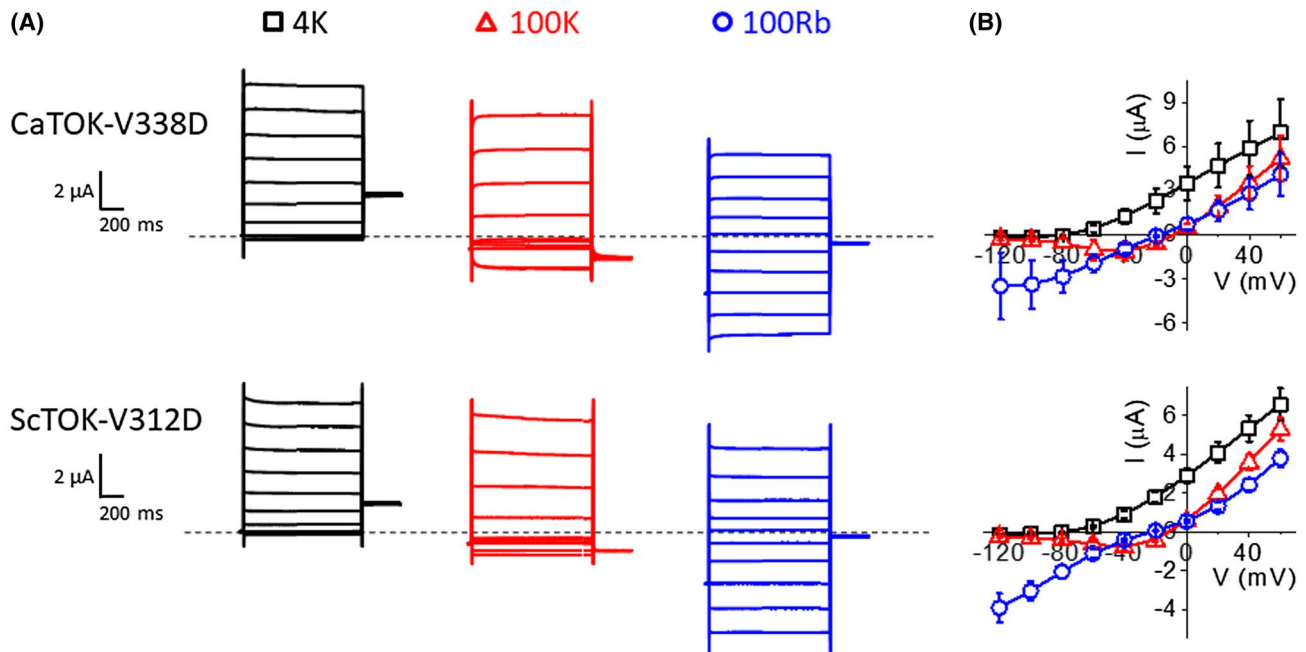 (A)
4K
100K
100Rb
(B)
CaTOK-V338D
2 μA
200 ms
I (μA)
9
6
3
-120
-80
-40
0
40
V (mV)
-3
-6
ScTOK-V312D
2 μA
200 ms
I (μA)
6
4
2
-120
-80
-40
0
40
V (mV)
-2
-4